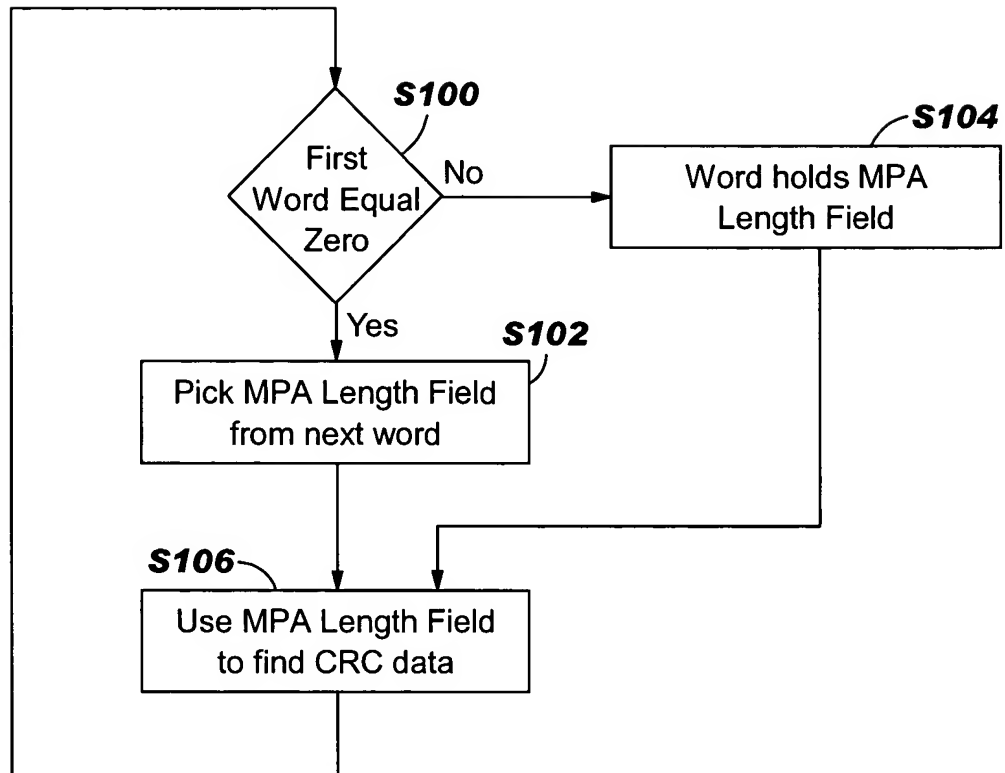 S100
First
Word Equal
Zero
No
S104
Word holds MPA
Length Field
Yes
S102
Pick MPA Length Field
from next word
S106
Use MPA Length Field
to find CRC data